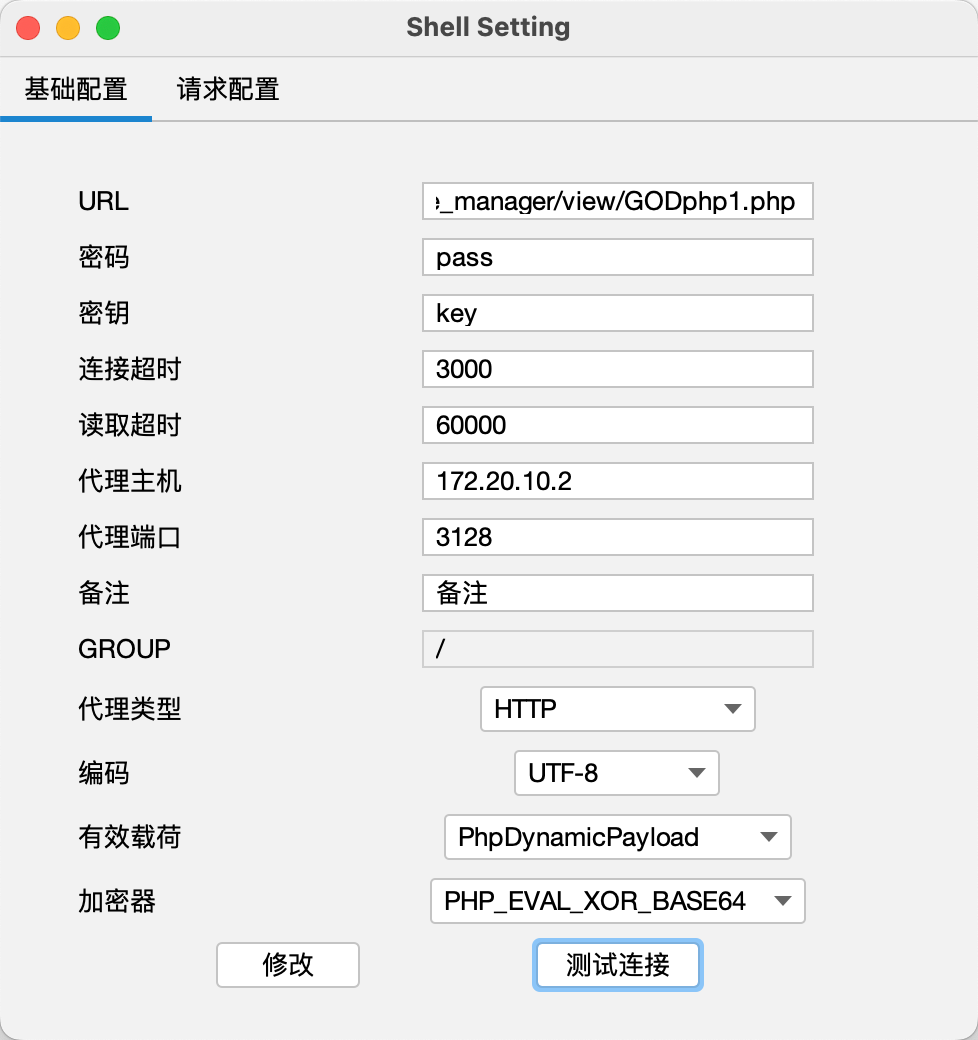 Shell Setting
基础配置 请求配置
URL _manager/view/GODphp1.php
密码 pass
密钥 key
连接超时 3000
读取超时 60000
代理主机 172.20.10.2
代理端口 3128
备注 备注
GROUP /
代理类型 HTTP
编码 UTF-8
有效载荷 PhpDynamicPayload
加密器 PHP_EVAL_XOR_BASE64
修改 测试连接